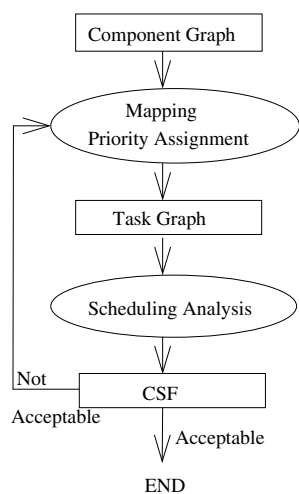 Component Graph
Mapping
Priority Assignment
Task Graph
Scheduling Analysis
Not
Acceptable
CSF
Acceptable
END